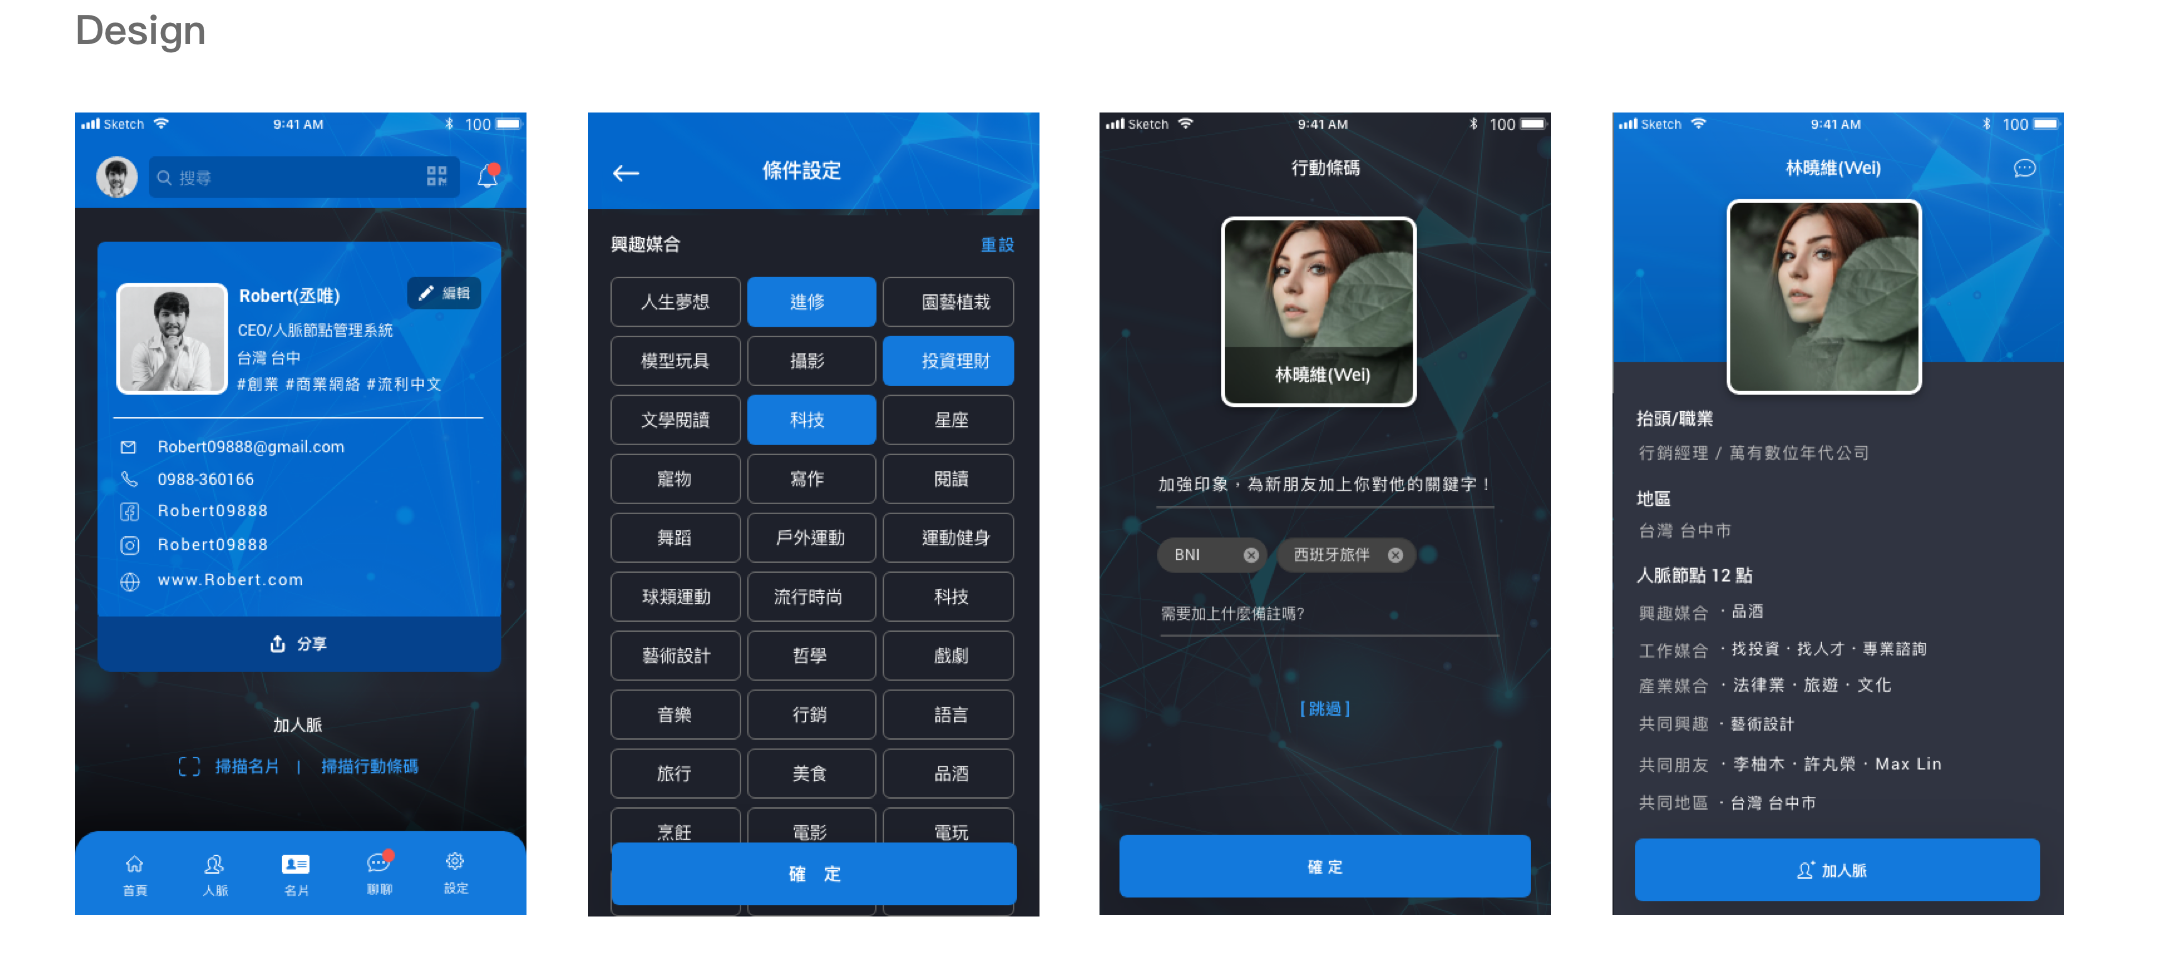 Design
Sketch 9:41 AM 100
搜尋
Robert(丞唯)
編輯
CEO/人脈節點管理系統
台灣 台中
#創業 #商業網絡 #流利中文
Robert09888@gmail.com
0988-360166
Robert09888
Robert09888
www.Robert.com
分享
加人脈
掃描名片 | 掃描行動條碼
首頁 人脈 名片 聊聊 設定
條件設定
興趣媒合 重設
人生夢想 進修 園藝植栽
模型玩具 攝影 投資理財
文學閱讀 科技 星座
寵物 寫作 閱讀
舞蹈 戶外運動 運動健身
球類運動 流行時尚 科技
藝術設計 哲學 戲劇
音樂 行銷 語言
旅行 美食 品酒
烹飪 電影 電玩
確 定
Sketch 9:41 AM 100
行動條碼
林曉維(Wei)
加強印象，為新朋友加上你對他的關鍵字！
BNI 西班牙旅伴
需要加上什麼備註嗎?
[ 跳過 ]
確 定
Sketch 9:41 AM 100
林曉維(Wei)
抬頭/職業
行銷經理 / 萬有數位年代公司
地區
台灣 台中市
人脈節點 12 點
興趣媒合 ·品酒
工作媒合 ·找投資·找人才·專業諮詢
產業媒合 ·法律業·旅遊·文化
共同興趣 ·藝術設計
共同朋友 ·李柚木·許丸榮·Max Lin
共同地區 ·台灣 台中市
加人脈